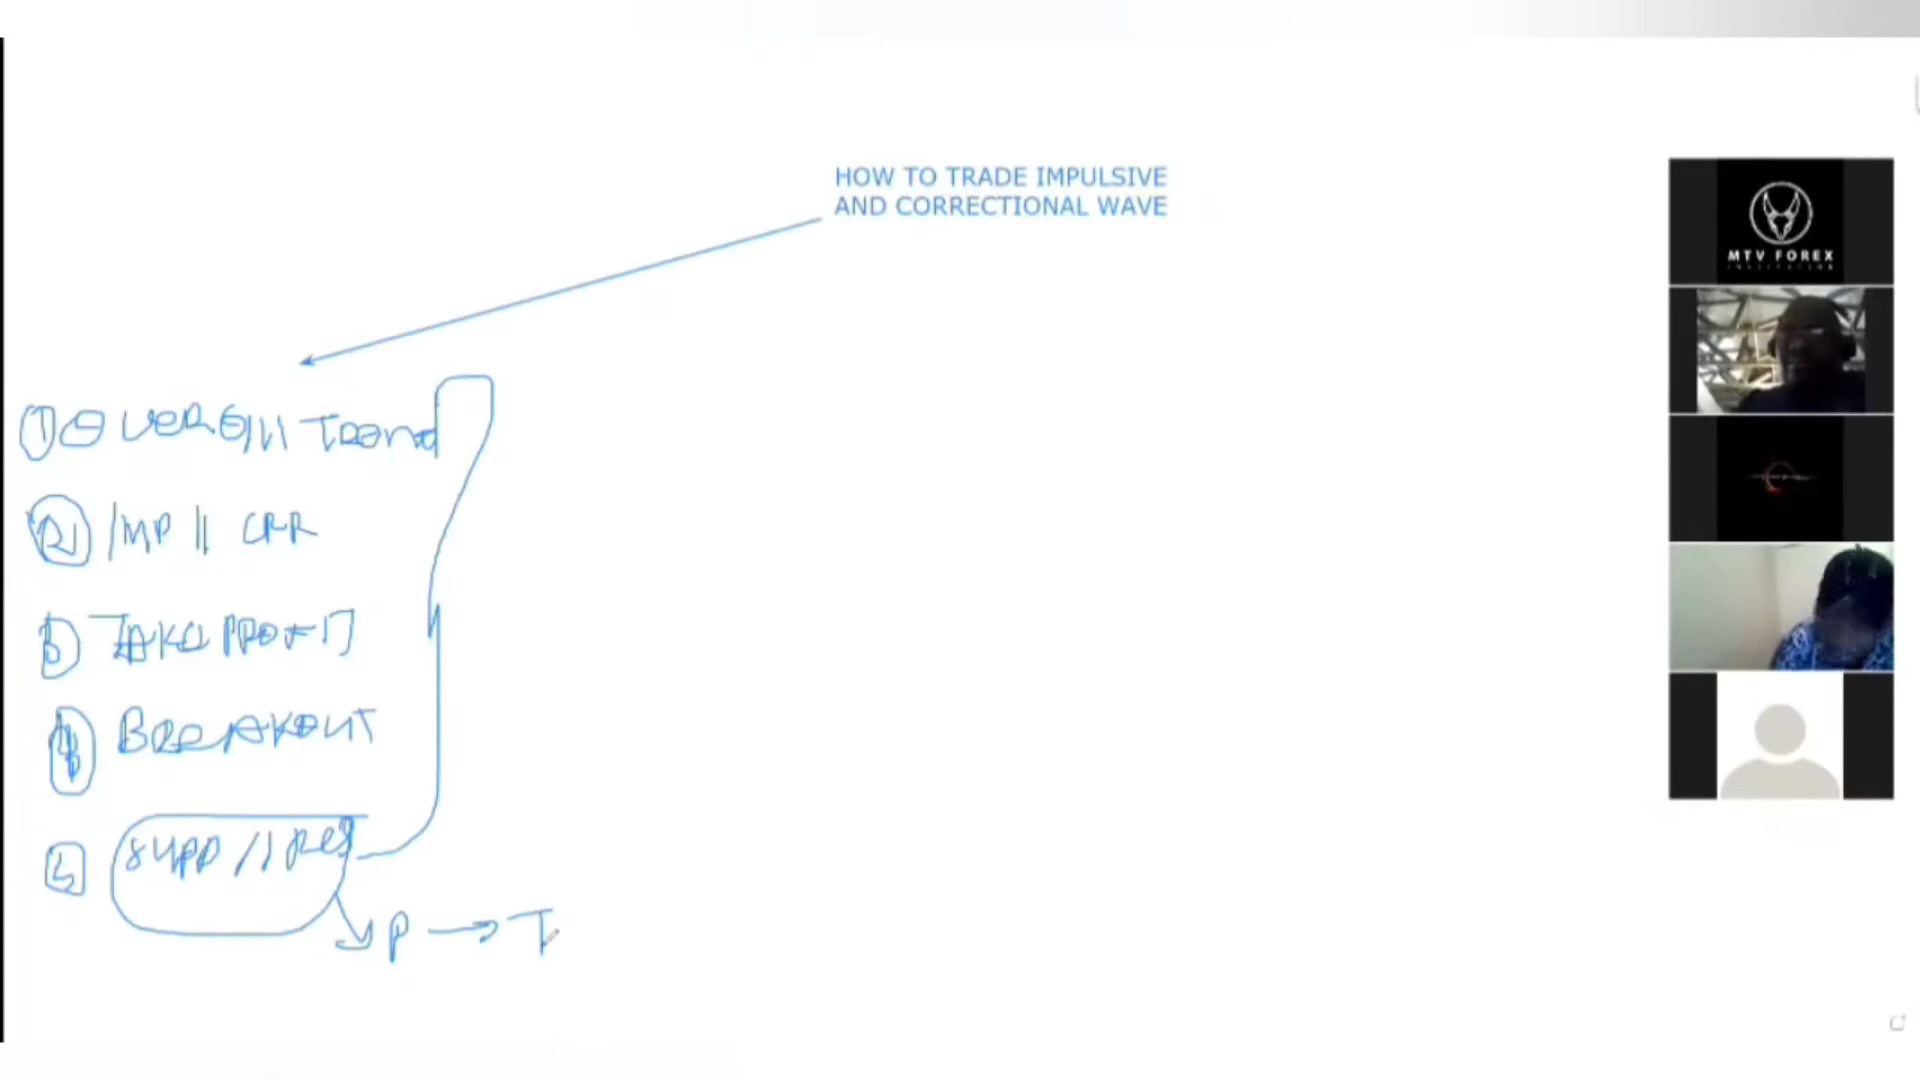 HOW TO TRADE IMPULSIVE
AND CORRECTIONAL WAVE
MTV FOREX
1 OVERALL TREND
2 IMP || CRR
3 TAKE PROFIT
4 BREAKOUT
5 SUPP // RES
P → T